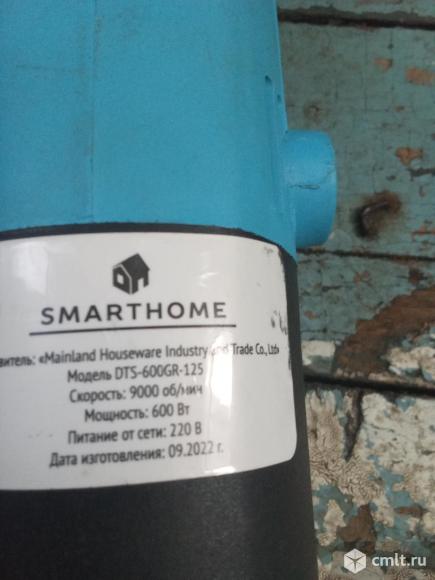 SMARTHOME
витель: «Mainland Houseware Industry and Trade Co., Ltd»
Модель DTS-600GR-125
Скорость: 9000 об/мин
Мощность: 600 Вт
Питание от сети: 220 В
Дата изготовления: 09.2022 г.
cmlt.ru